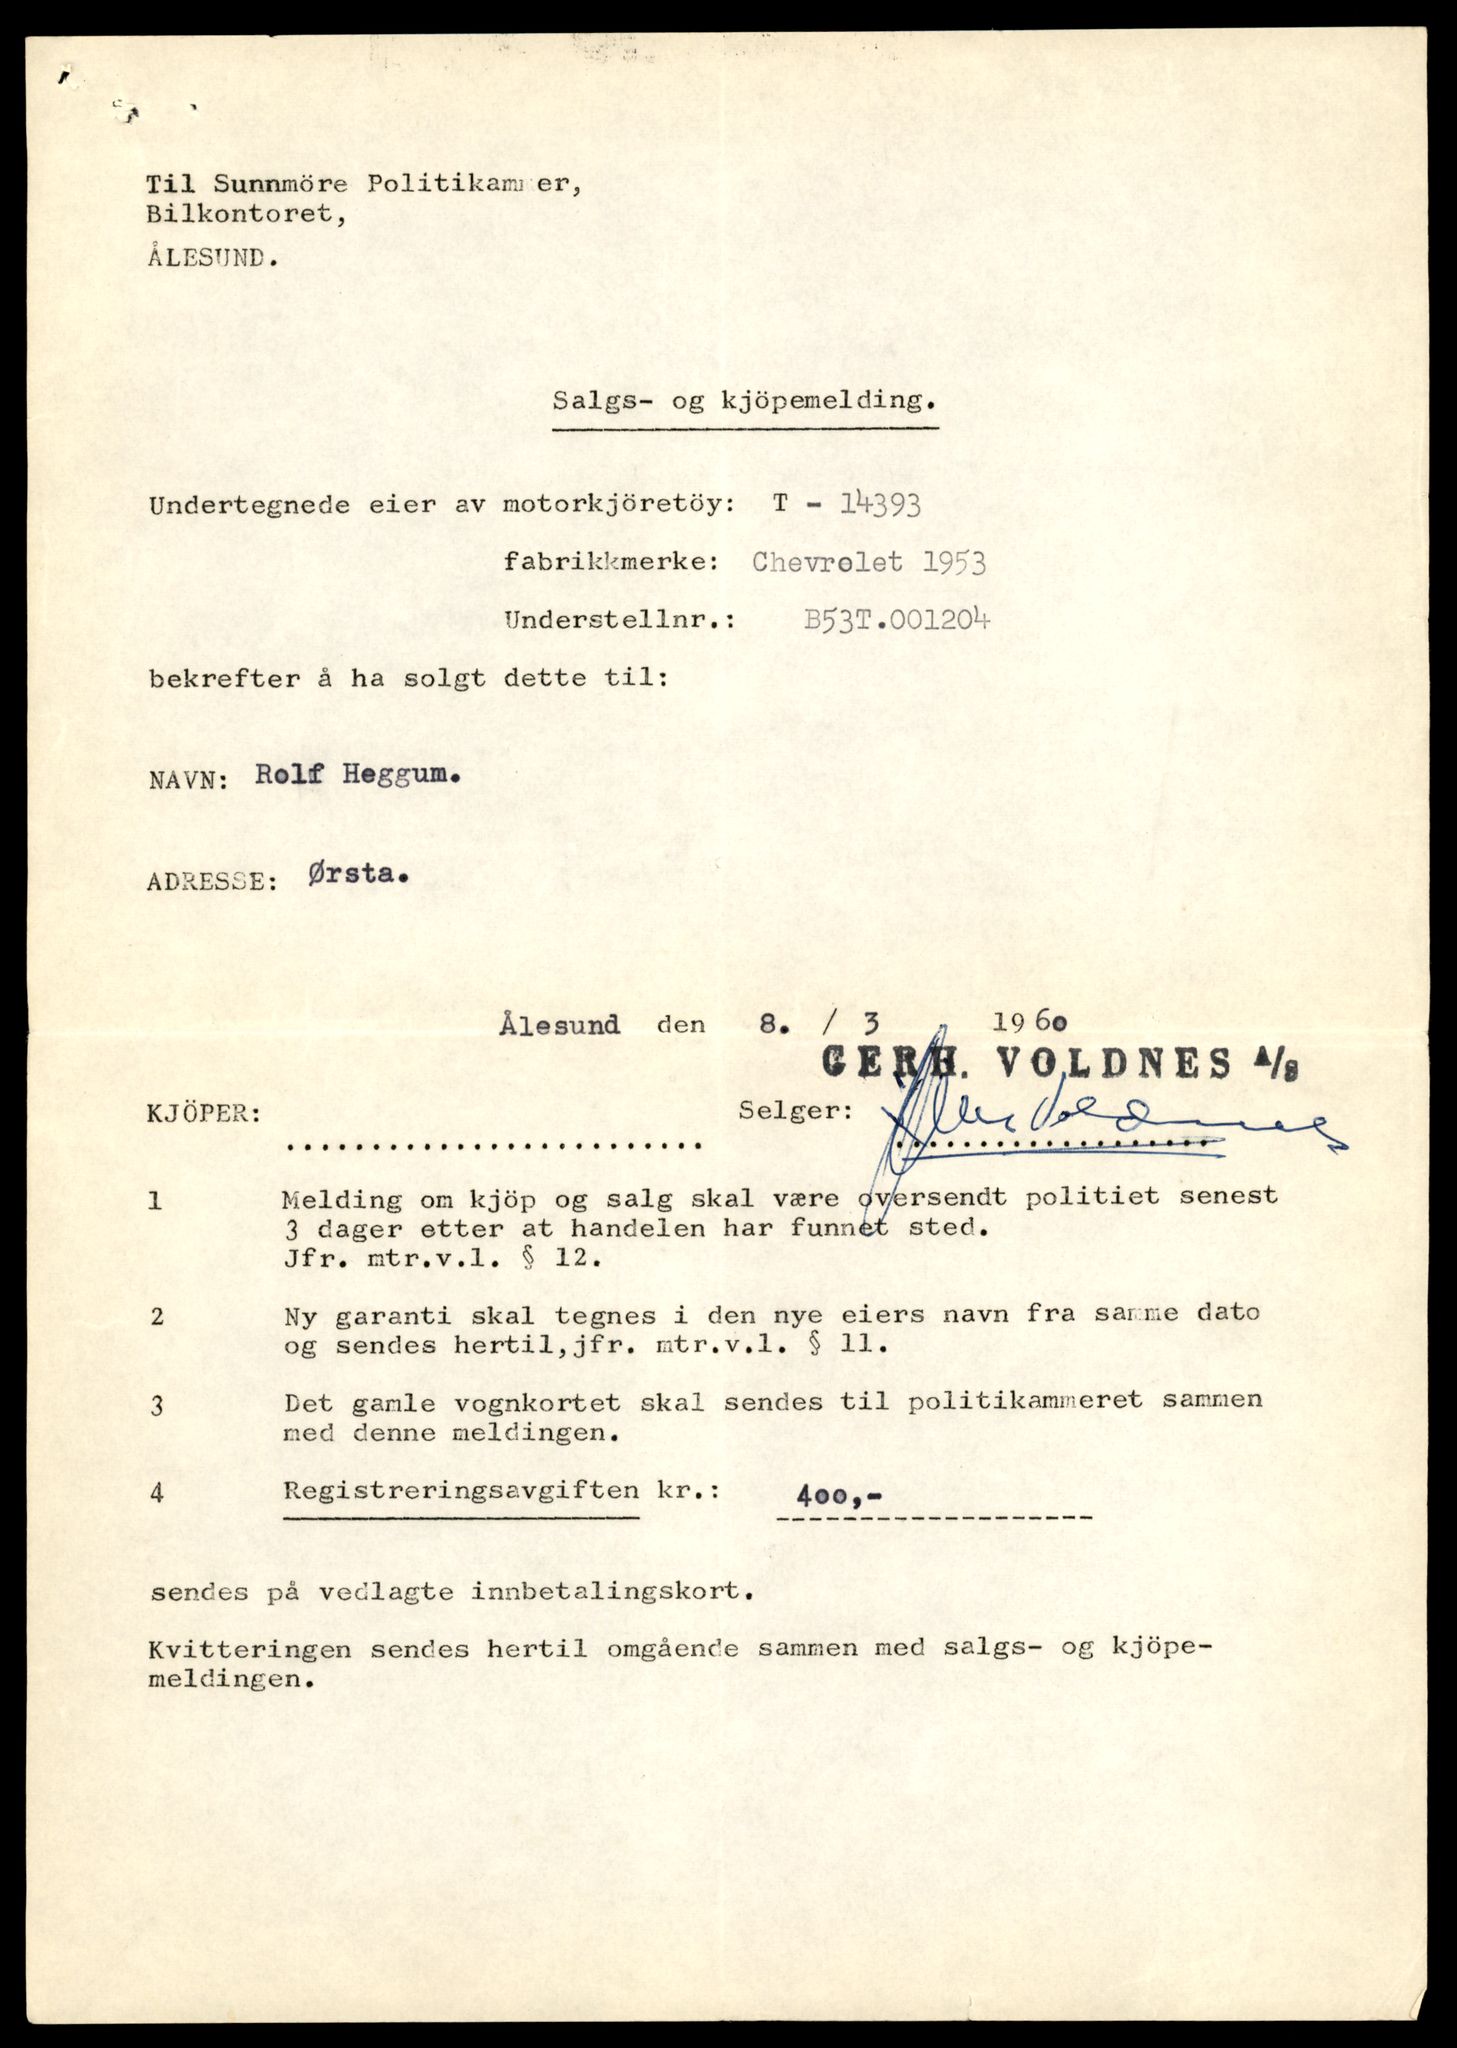 Til Sunnmöre Politikammer,
Bilkontoret,
ÅLESUND.
Salgs- og kjöpemelding.
Undertegnede eier av motorkjöretöy: T - 14393
fabrikkmerke: Chevrolet 1953
Understellnr.: B53T.001204
bekrefter å ha solgt dette til:
NAVN: Rolf Heggum.
ADRESSE: Ørsta.
Ålesund den 8. / 3 1960
GERH. VOLDNES A/S
KJÖPER: ........................ Selger: Voldnes
1 Melding om kjöp og salg skal være oversendt politiet senest
3 dager etter at handelen har funnet sted.
Jfr. mtr.v.l. § 12.
2 Ny garanti skal tegnes i den nye eiers navn fra samme dato
og sendes hertil,jfr. mtr.v.l. § 11.
3 Det gamle vognkortet skal sendes til politikammeret sammen
med denne meldingen.
4 Registreringsavgiften kr.: 400,-
sendes på vedlagte innbetalingskort.
Kvitteringen sendes hertil omgående sammen med salgs- og kjöpe-
meldingen.